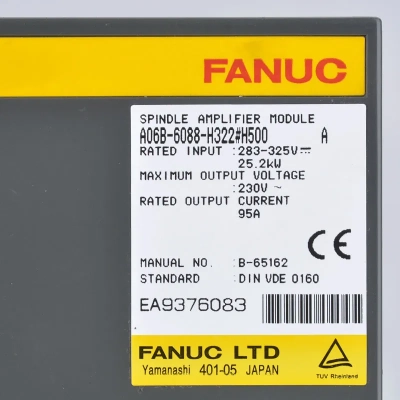 FANUC
SPINDLE AMPLIFIER MODULE
A06B-6088-H322#H500 A
RATED INPUT :283-325V⎓
25.2kW
MAXIMUM OUTPUT VOLTAGE
:230V ~
RATED OUTPUT CURRENT
95A
CE
MANUAL NO. :B-65162
STANDARD :DIN VDE 0160
EA9376083
FANUC LTD
Yamanashi 401-05 JAPAN
TUV Rheinland